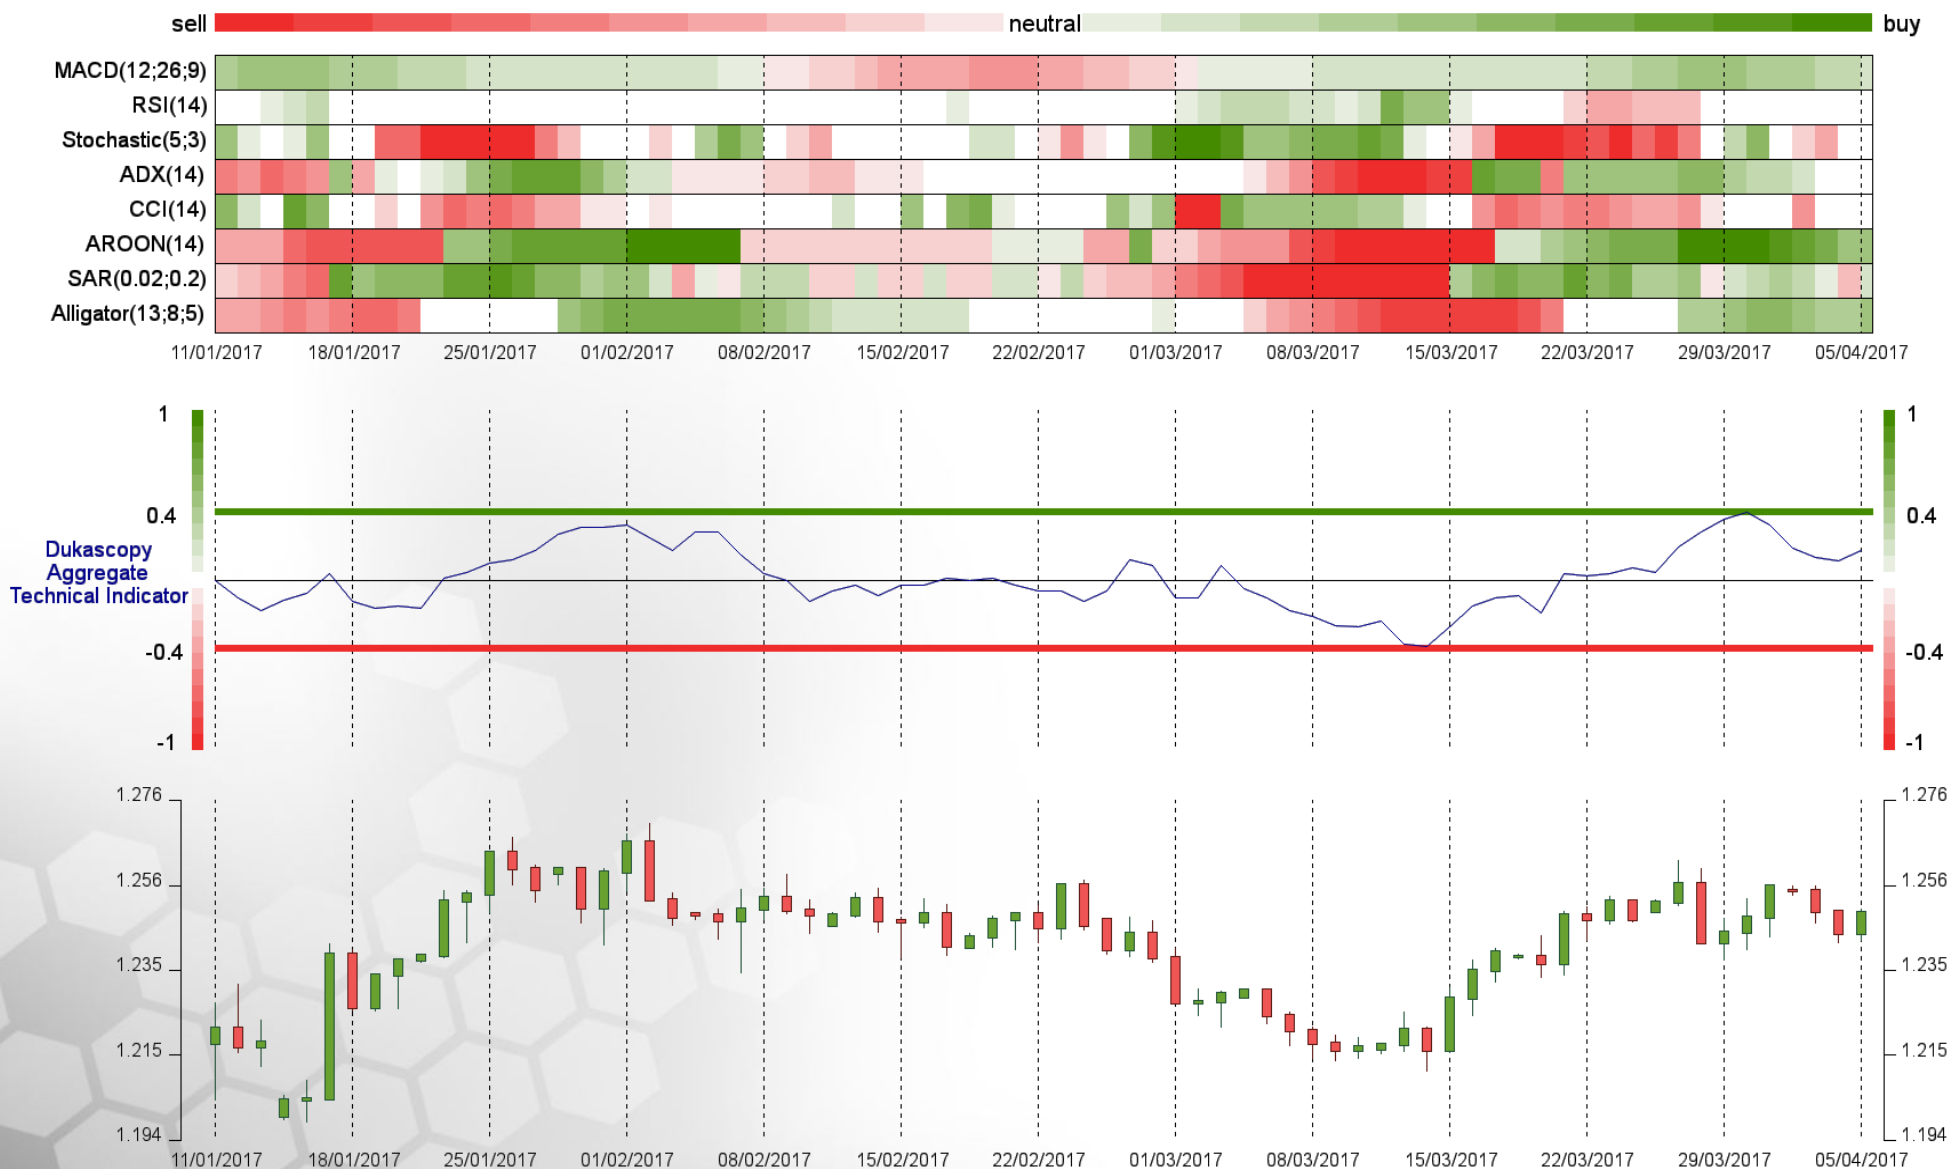 sell neutral buy
MACD(12;26;9)
RSI(14)
Stochastic(5;3)
ADX(14)
CCI(14)
AROON(14)
SAR(0.02;0.2)
Alligator(13;8;5)
11/01/2017 18/01/2017 25/01/2017 01/02/2017 08/02/2017 15/02/2017 22/02/2017 01/03/2017 08/03/2017 15/03/2017 22/03/2017 29/03/2017 05/04/2017
1 1
0.4 0.4
Dukascopy
Aggregate
Technical Indicator
-0.4 -0.4
-1 -1
1.276 1.276
1.256 1.256
1.235 1.235
1.215 1.215
1.194 1.194
11/01/2017 18/01/2017 25/01/2017 01/02/2017 08/02/2017 15/02/2017 22/02/2017 01/03/2017 08/03/2017 15/03/2017 22/03/2017 29/03/2017 05/04/2017